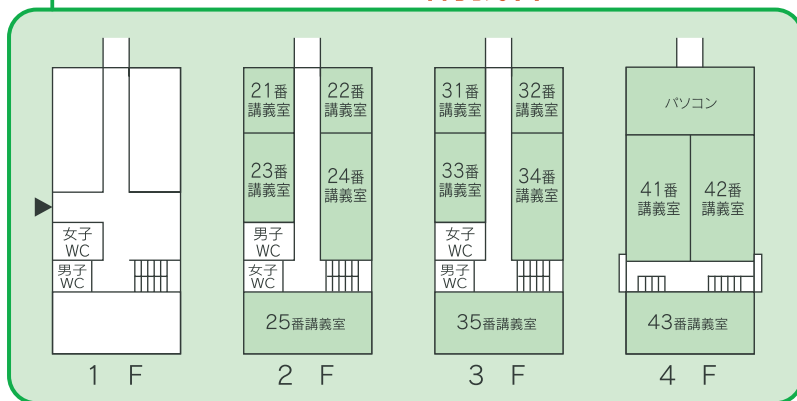 女子
WC
男子
WC
1 F
21番
講義室
22番
講義室
23番
講義室
24番
講義室
男子
WC
女子
WC
25番講義室
2 F
31番
講義室
32番
講義室
33番
講義室
34番
講義室
女子
WC
男子
WC
35番講義室
3 F
パソコン
41番
講義室
42番
講義室
43番講義室
4 F